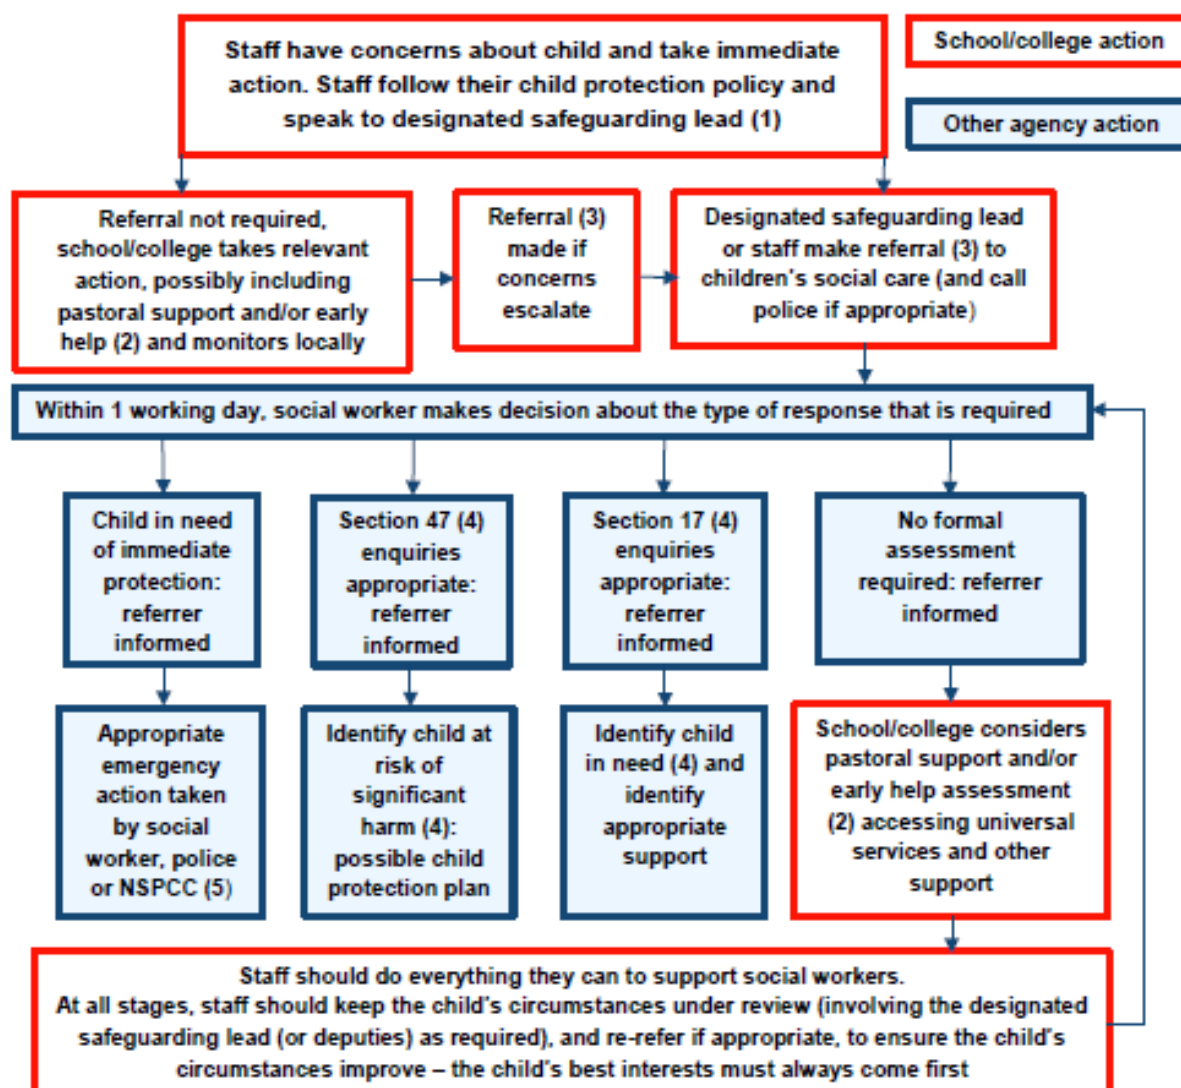 Staff have concerns about child and take immediate
action. Staff follow their child protection policy and
speak to designated safeguarding lead (1)
School/college action
Other agency action
Referral not required,
school/college takes relevant
action, possibly including
pastoral support and/or early
help (2) and monitors locally
Referral (3)
made if
concerns
escalate
Designated safeguarding lead
or staff make referral (3) to
children's social care (and call
police if appropriate)
Within 1 working day, social worker makes decision about the type of response that is required
Child in need
of immediate
protection:
referrer
informed
Section 47 (4)
enquiries
appropriate:
referrer
informed
Section 17 (4)
enquiries
appropriate:
referrer
informed
No formal
assessment
required: referrer
informed
Appropriate
emergency
action taken
by social
worker, police
or NSPCC (5)
Identify child at
risk of
significant
harm (4):
possible child
protection plan
Identify child
in need (4) and
identify
appropriate
support
School/college considers
pastoral support and/or
early help assessment
(2) accessing universal
services and other
support
Staff should do everything they can to support social workers.
At all stages, staff should keep the child's circumstances under review (involving the designated
safeguarding lead (or deputies) as required), and re-refer if appropriate, to ensure the child's
circumstances improve – the child's best interests must always come first